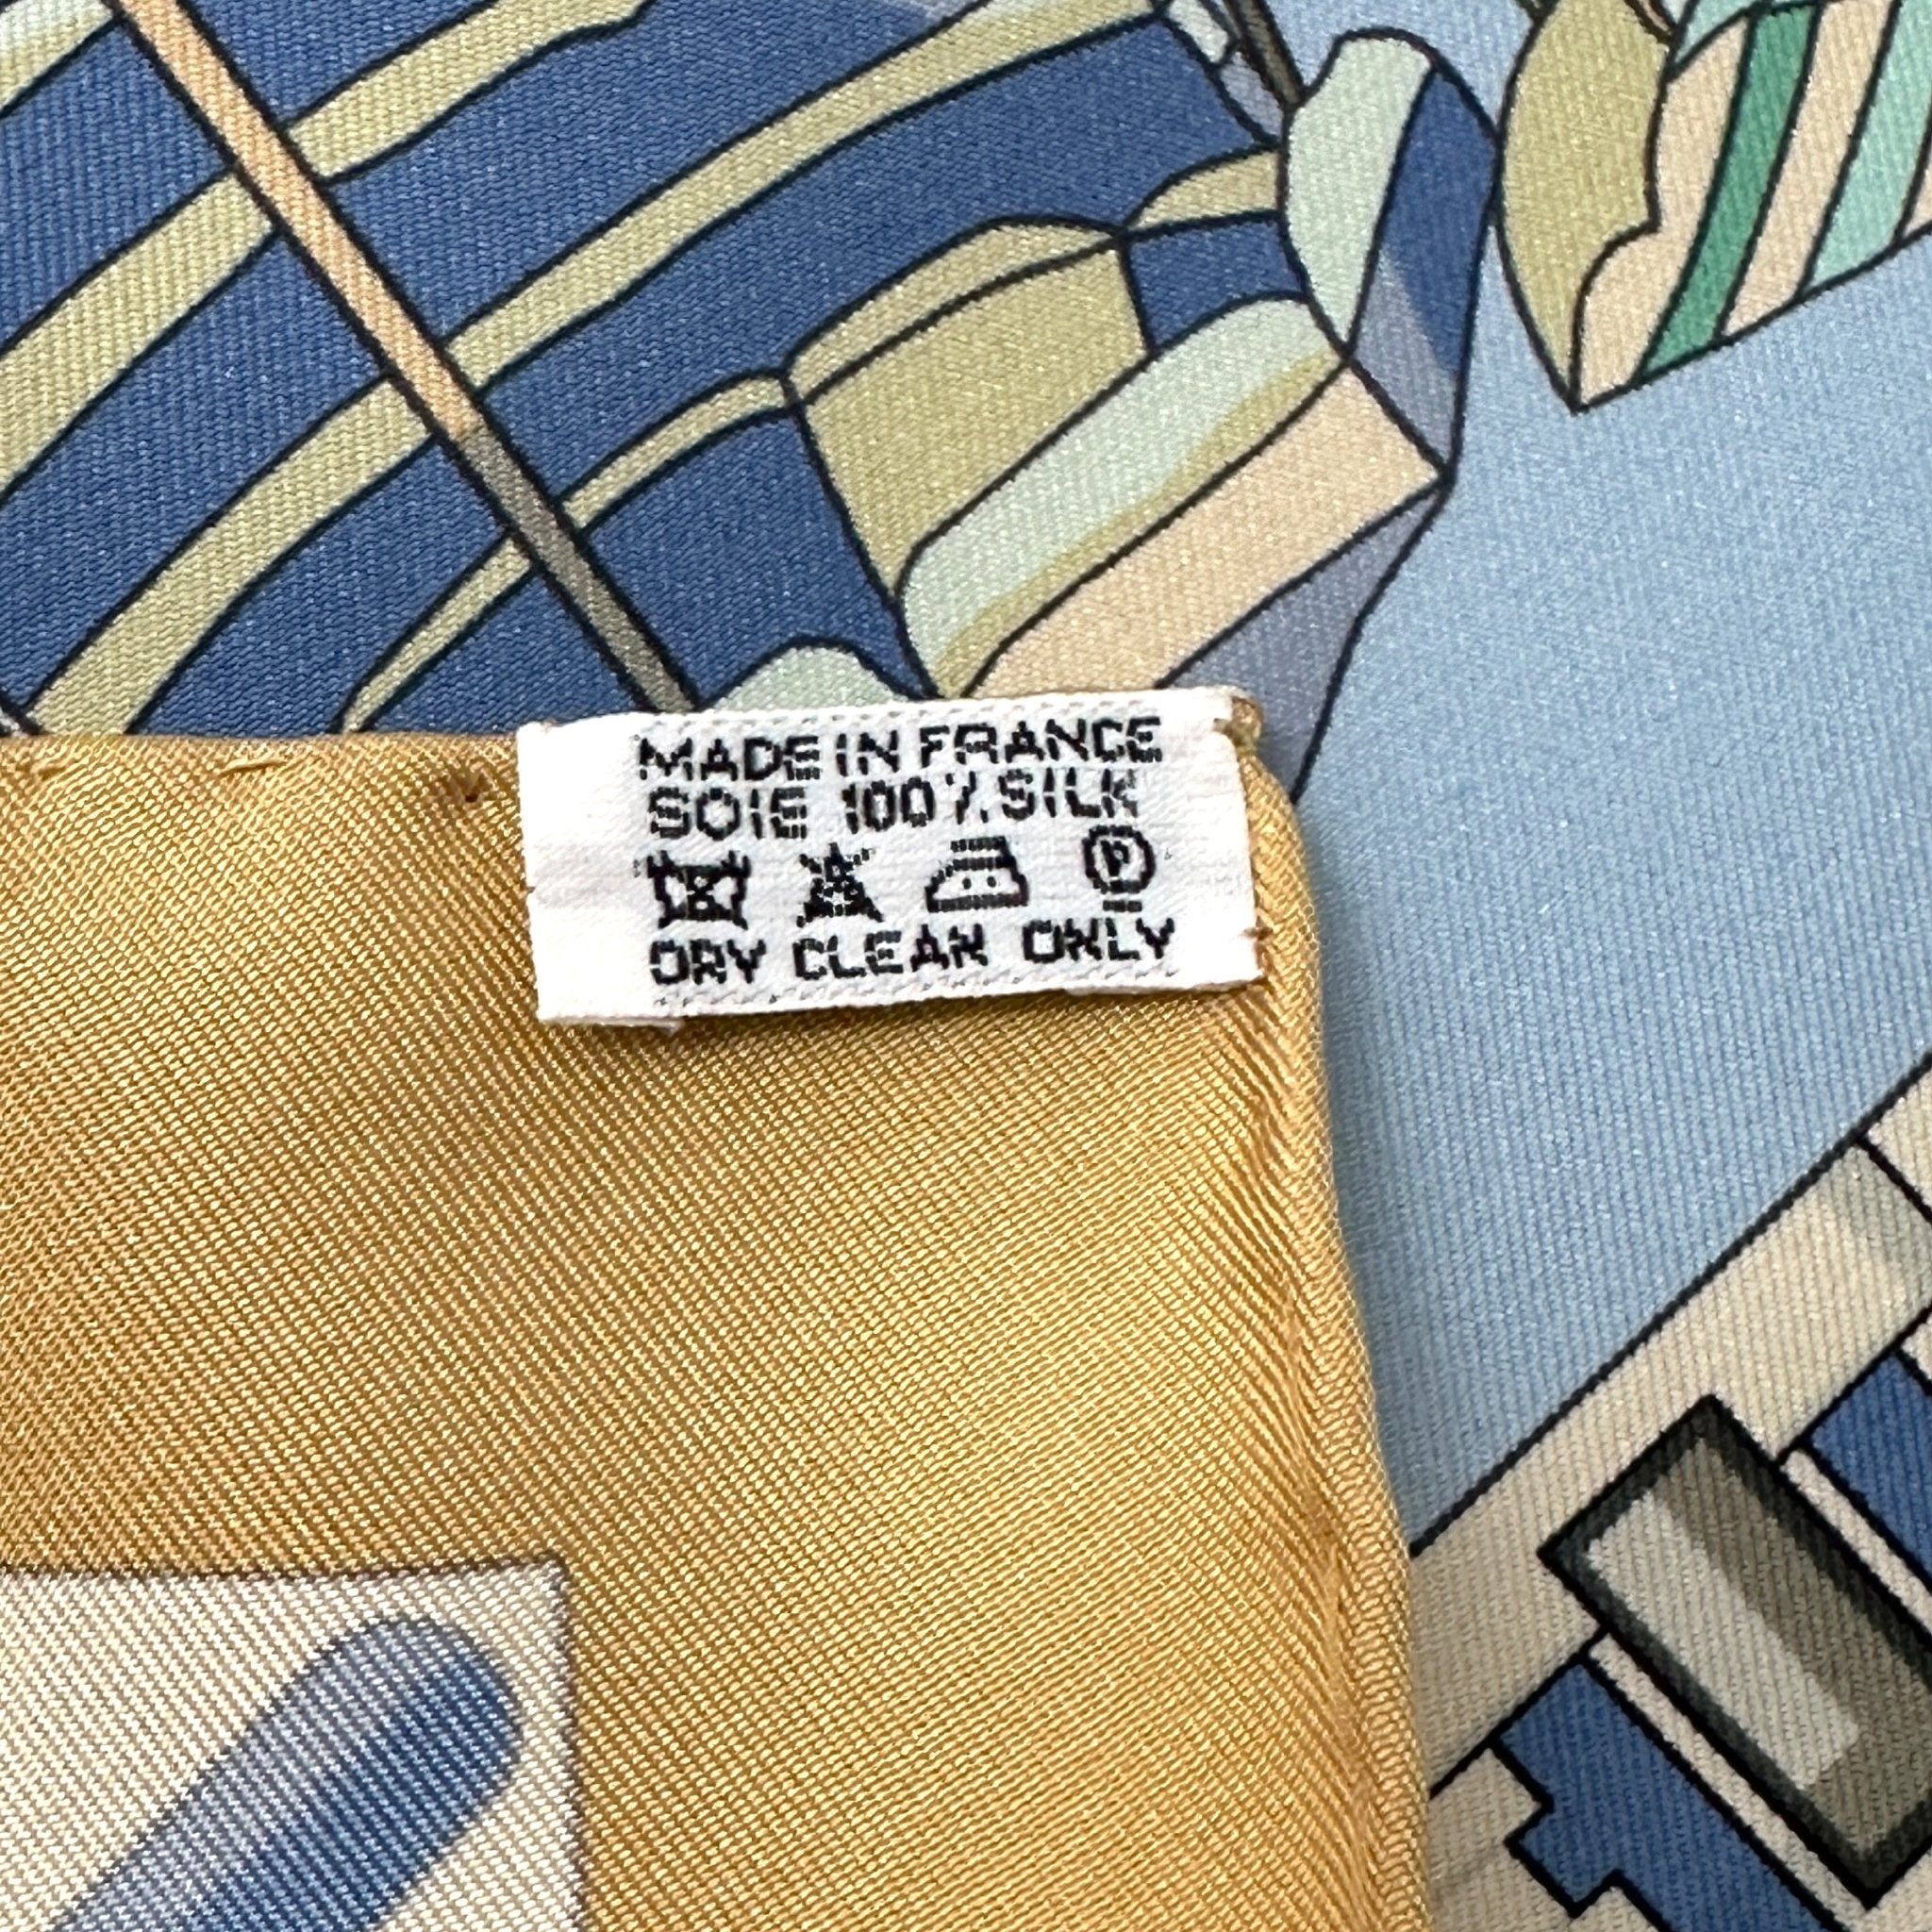 MADE IN FRANCE
SOIE 100% SILK
P
DRY CLEAN ONLY